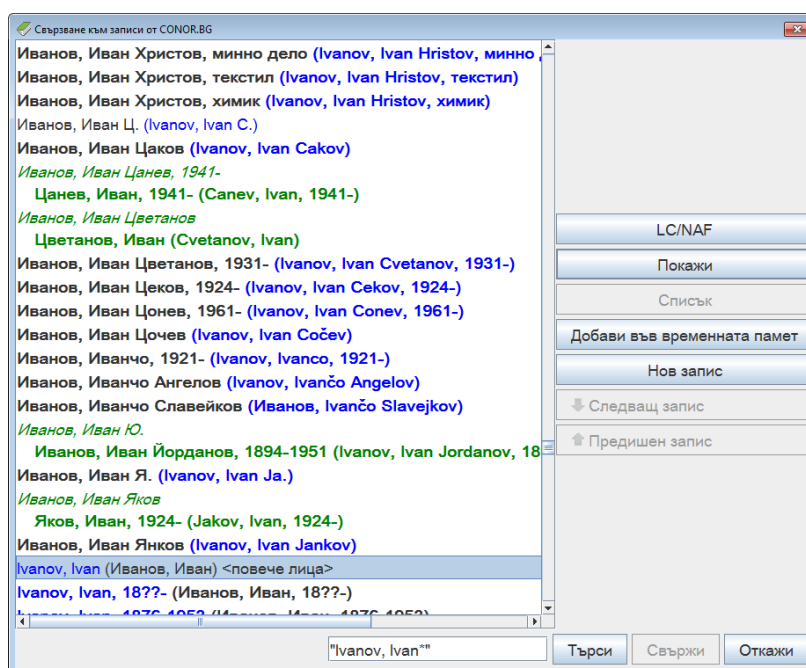 Свързване към записи от CONOR.BG
Иванов, Иван Христов, минно дело (Ivanov, Ivan Hristov, минно
Иванов, Иван Христов, текстил (Ivanov, Ivan Hristov, текстил)
Иванов, Иван Христов, химик (Ivanov, Ivan Hristov, химик)
Иванов, Иван Ц. (Ivanov, Ivan C.)
Иванов, Иван Цаков (Ivanov, Ivan Cakov)
Иванов, Иван Цанев, 1941-
Цанев, Иван, 1941- (Canev, Ivan, 1941-)
Иванов, Иван Цветанов
Цветанов, Иван (Cvetanov, Ivan)
Иванов, Иван Цветанов, 1931- (Ivanov, Ivan Cvetanov, 1931-)
Иванов, Иван Цеков, 1924- (Ivanov, Ivan Cekov, 1924-)
Иванов, Иван Цонев, 1961- (Ivanov, Ivan Conev, 1961-)
Иванов, Иван Цочев (Ivanov, Ivan Cočev)
Иванов, Иванчо, 1921- (Ivanov, Ivanco, 1921-)
Иванов, Иванчо Ангелов (Ivanov, Ivančo Angelov)
Иванов, Иванчо Славейков (Иванов, Ivančo Slavejkov)
Иванов, Иван Ю.
Иванов, Иван Йорданов, 1894-1951 (Ivanov, Ivan Jordanov, 18
Иванов, Иван Я. (Ivanov, Ivan Ja.)
Иванов, Иван Яков
Яков, Иван, 1924- (Jakov, Ivan, 1924-)
Иванов, Иван Янков (Ivanov, Ivan Jankov)
Ivanov, Ivan (Иванов, Иван) <повече лица>
Ivanov, Ivan, 18??- (Иванов, Иван, 18??-)
Ivanov, Ivan, 1876-1953 (Иванов, Иван, 1876-1953)
LC/NAF
Покажи
Списък
Добави във временната памет
Нов запис
Следващ запис
Предишен запис
"Ivanov, Ivan*"
Търси
Свържи
Откажи